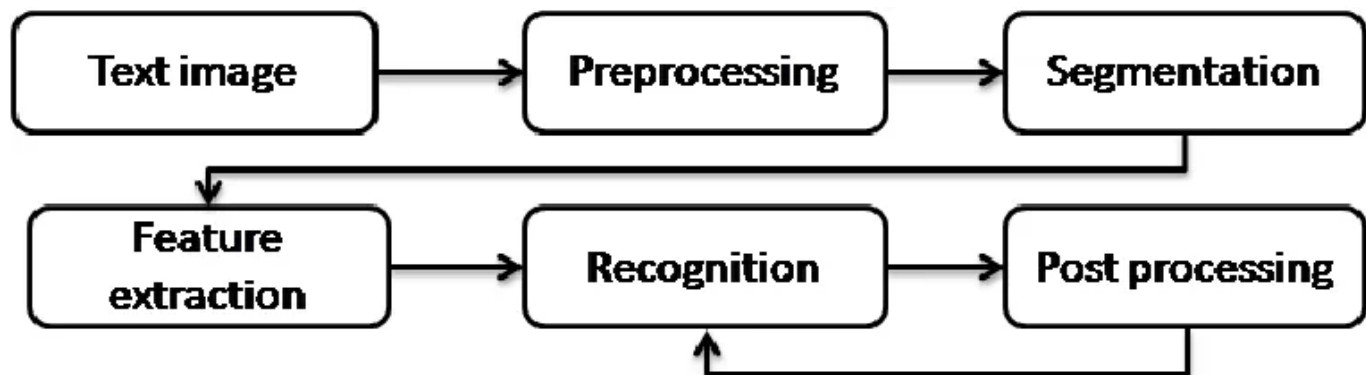 Text image
Preprocessing
Segmentation
Feature
extraction
Recognition
Post processing